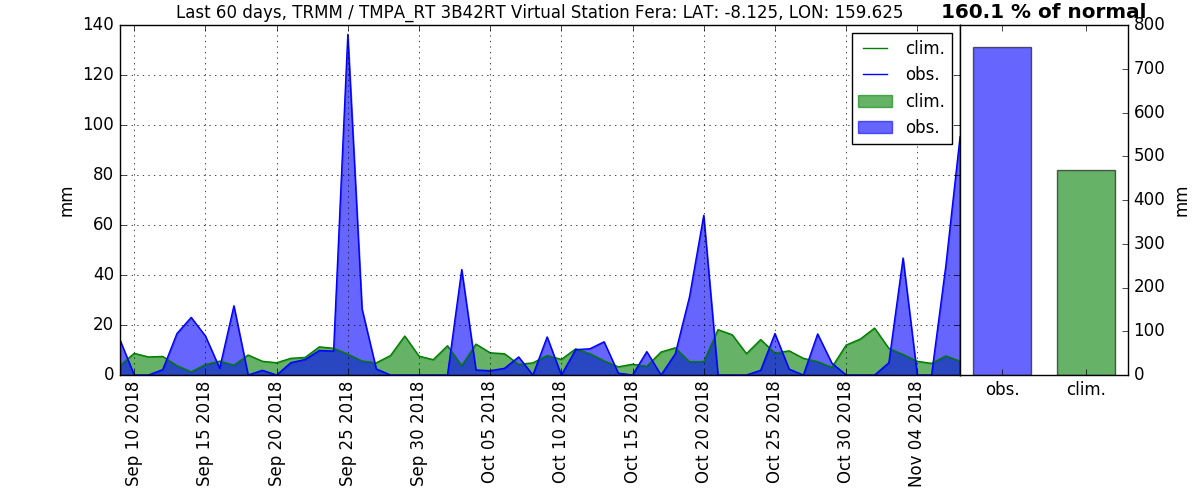 Last 60 days, TRMM / TMPA_RT 3B42RT Virtual Station Fera: LAT: -8.125, LON: 159.625
160.1 % of normal
140
120
100
80
60
40
20
0
mm
clim.
obs.
clim.
obs.
Sep 10 2018
Sep 15 2018
Sep 20 2018
Sep 25 2018
Sep 30 2018
Oct 05 2018
Oct 10 2018
Oct 15 2018
Oct 20 2018
Oct 25 2018
Oct 30 2018
Nov 04 2018
800
700
600
500
400
300
200
100
0
mm
obs.
clim.